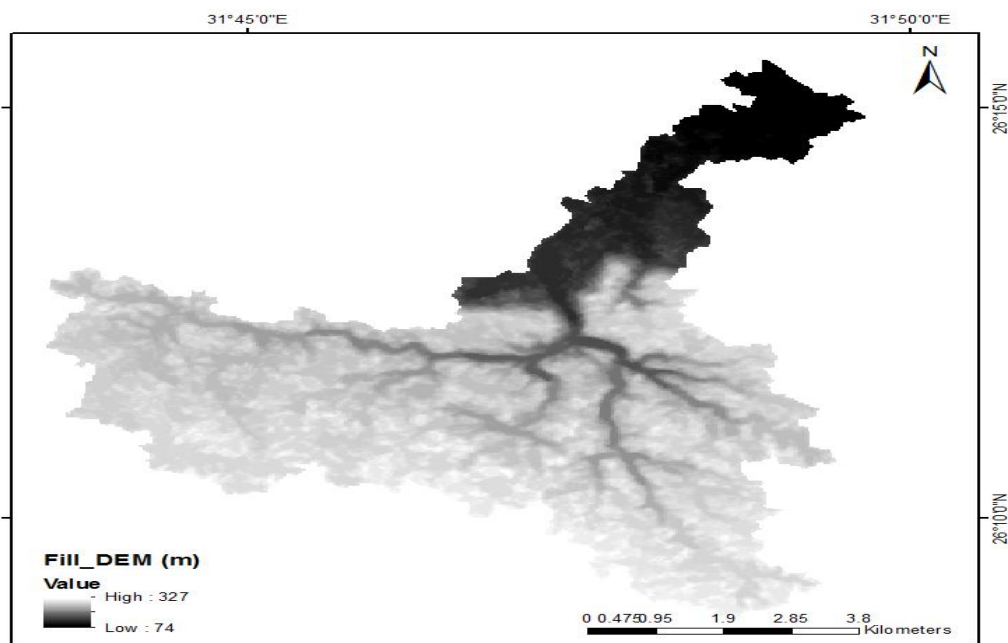 31°45'0"E
31°50'0"E
N
26°15'0"N
26°10'0"N
Fill_DEM (m)
Value
High : 327
Low : 74
0 0.475 0.95 1.9 2.85 3.8
Kilometers